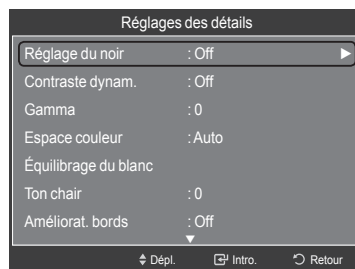 Réglages des détails
Réglage du noir : Off
Contraste dynam. : Off
Gamma : 0
Espace couleur : Auto
Équilibrage du blanc
Ton chair : 0
Améliorat. bords : Off
Dépl. Intro. Retour